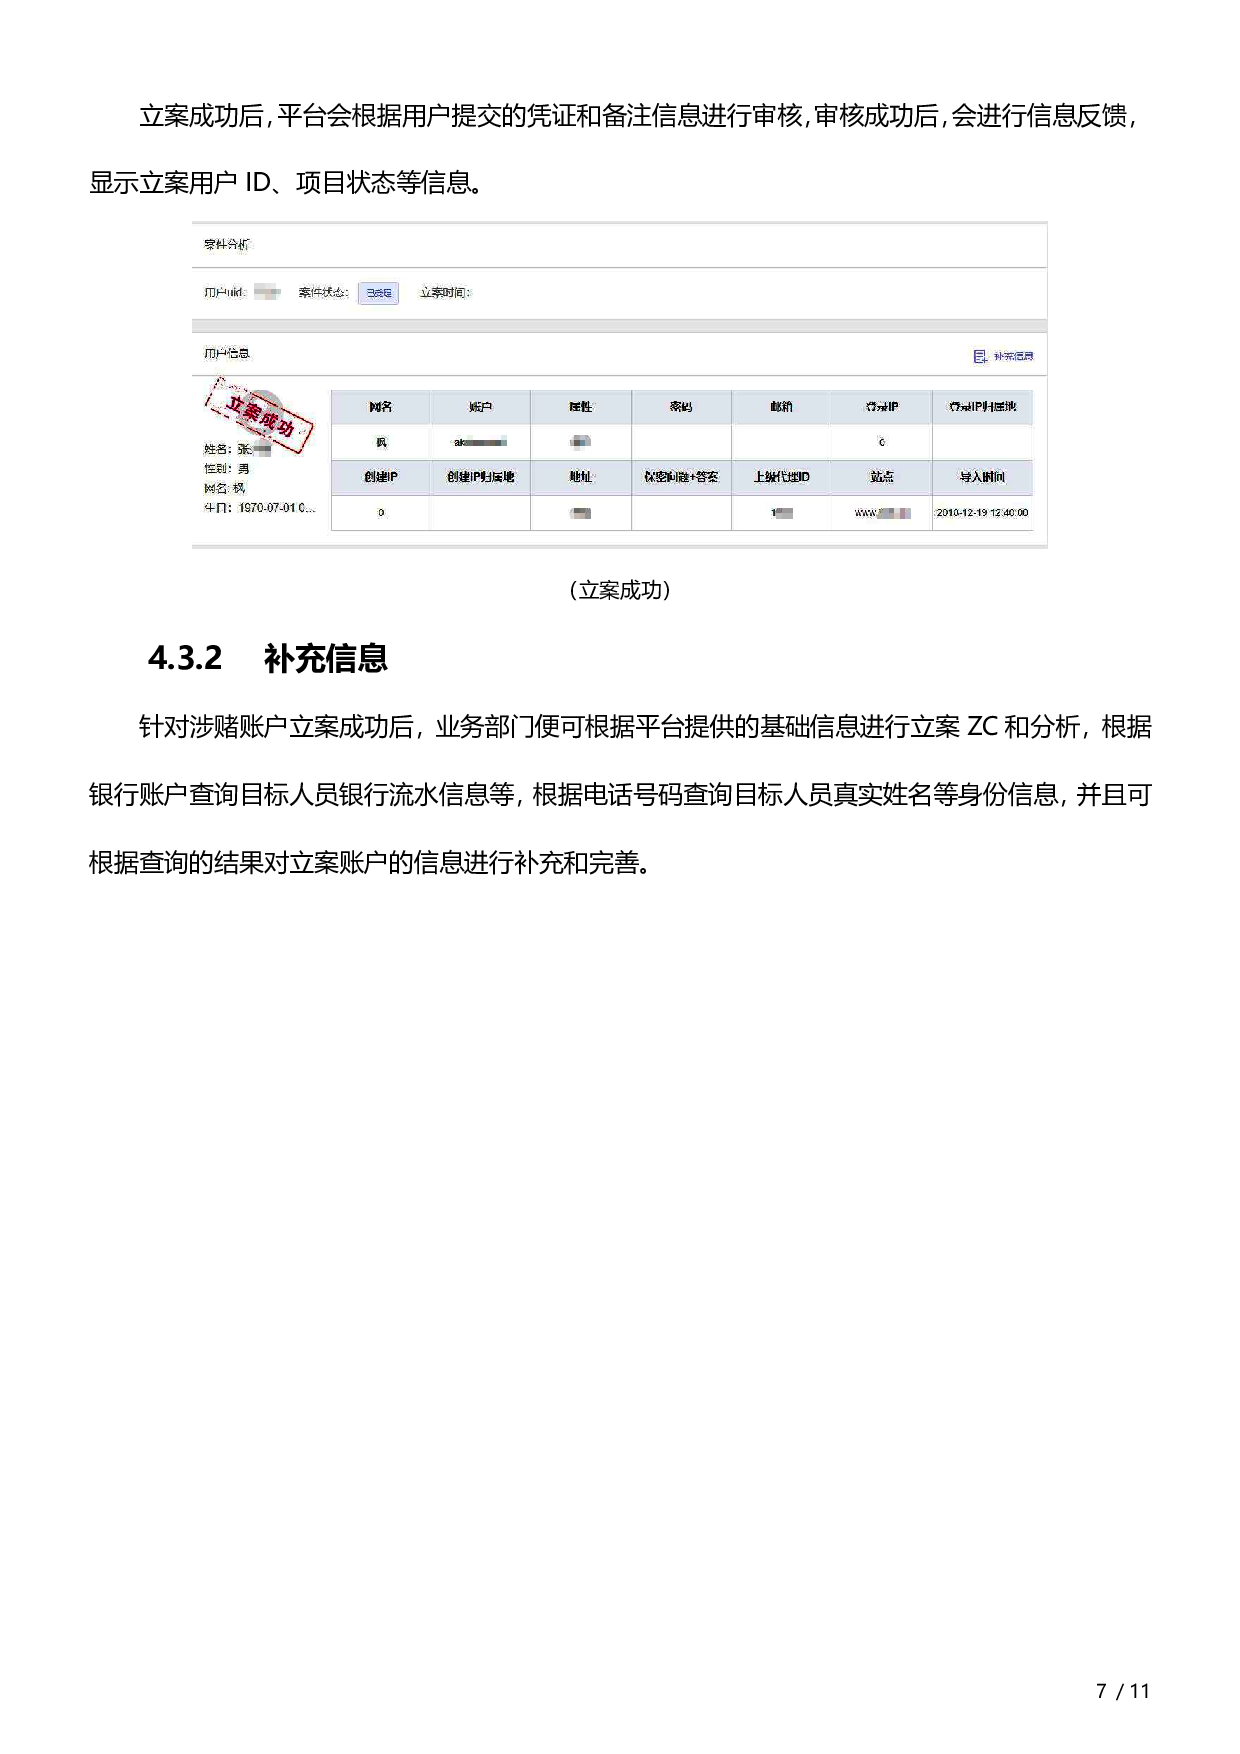 立案成功后，平台会根据用户提交的凭证和备注信息进行审核，审核成功后，会进行信息反馈，
显示立案用户 ID、项目状态等信息。
案件分析
用户uid: 案件状态： 已受理 立案时间：
用户信息 补充信息
立案成功
姓名：张
性别：男
网名：枫
生日：1970-07-01 0...
网名 账户 属性 密码 邮箱 登录IP 登录IP归属地
枫 ak 0
创建IP 创建IP归属地 地址 保密问题+答案 上级代理ID 站点 导入时间
0 1 www. 2018-12-19 12:40:00
（立案成功）
4.3.2 补充信息
针对涉赌账户立案成功后，业务部门便可根据平台提供的基础信息进行立案 ZC 和分析，根据
银行账户查询目标人员银行流水信息等，根据电话号码查询目标人员真实姓名等身份信息，并且可
根据查询的结果对立案账户的信息进行补充和完善。
7 / 11